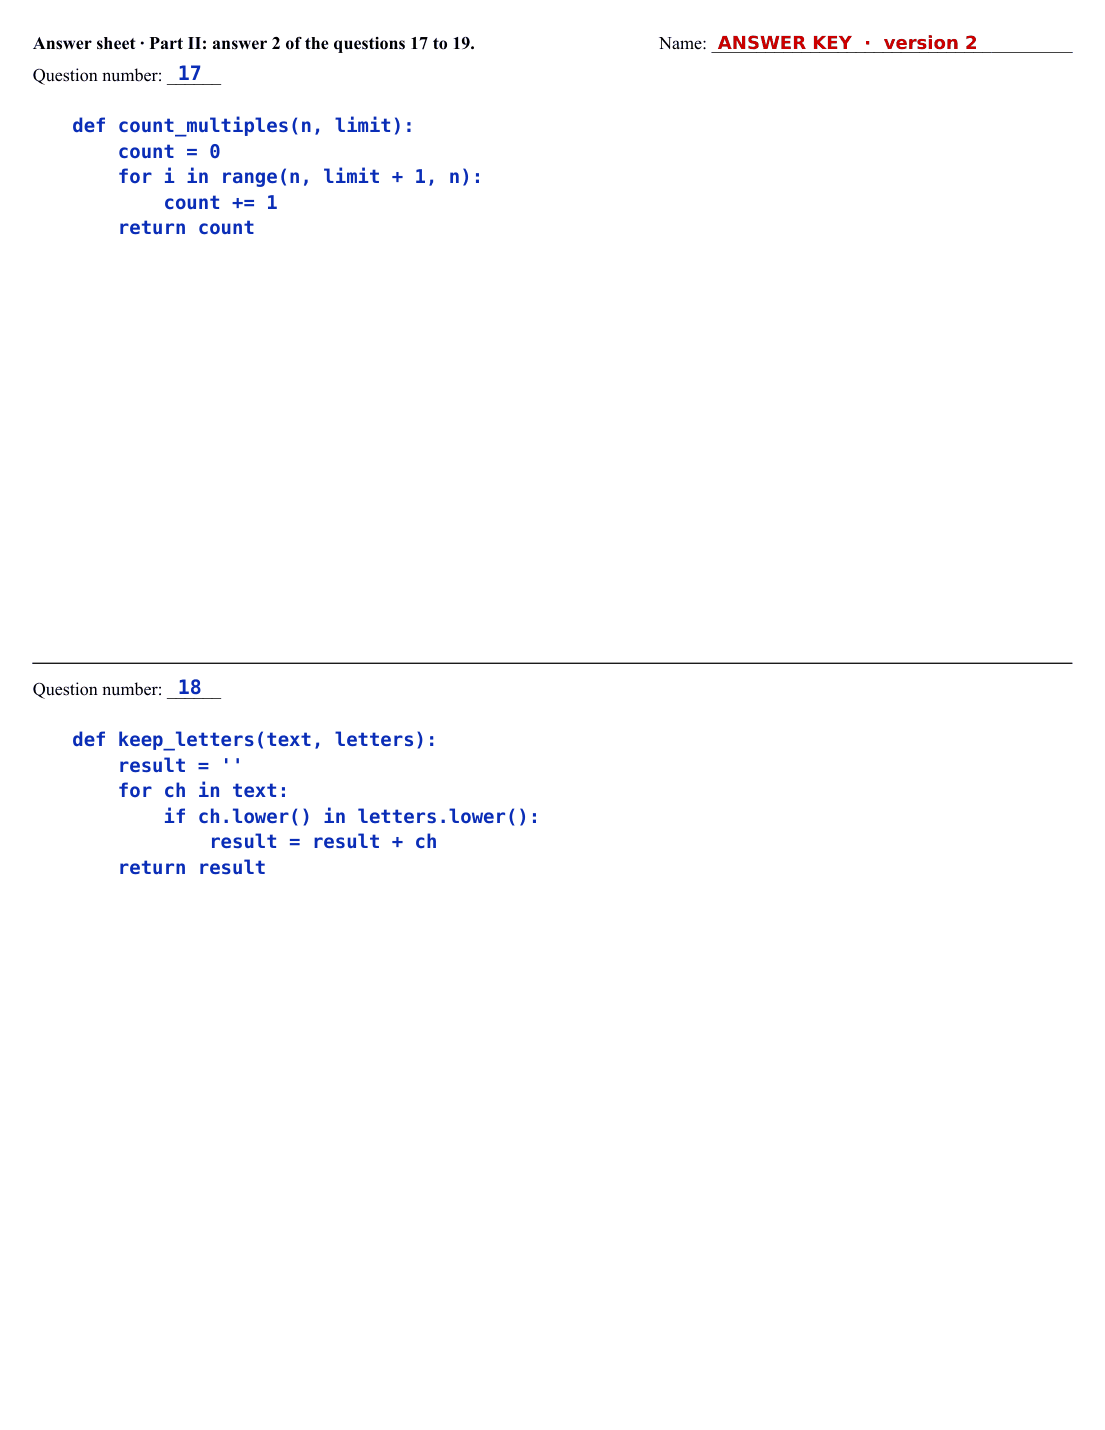 Answer sheet · Part II: answer 2 of the questions 17 to 19.
Name: ANSWER KEY · version 2
Question number: 17
def count_multiples(n, limit):
    count = 0
    for i in range(n, limit + 1, n):
        count += 1
    return count
Question number: 18
def keep_letters(text, letters):
    result = ''
    for ch in text:
        if ch.lower() in letters.lower():
            result = result + ch
    return result